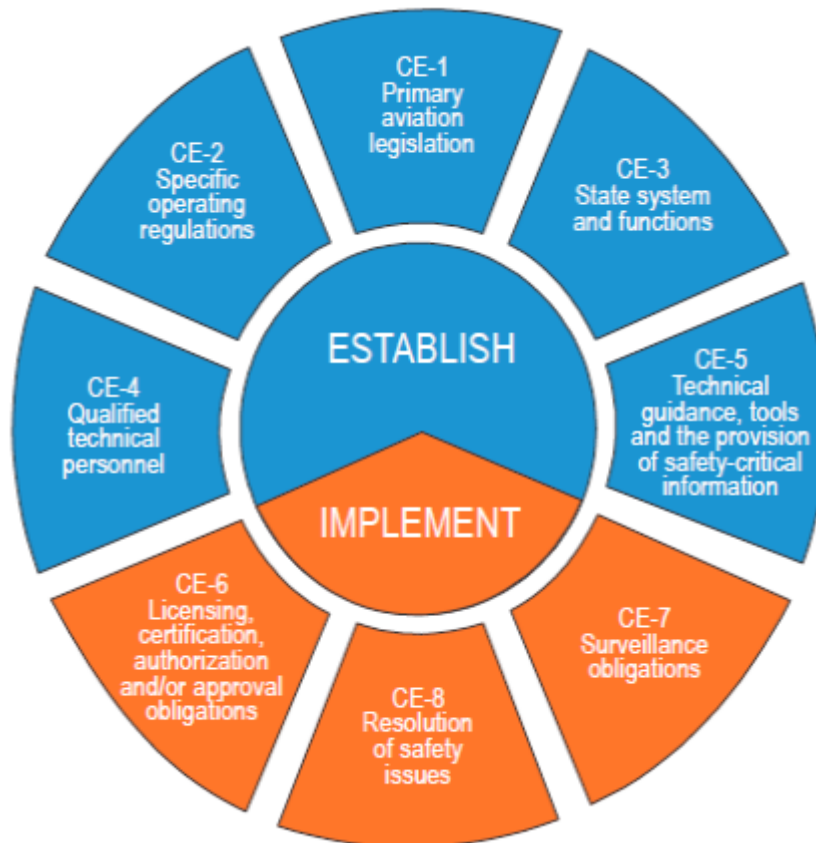 CE-1
Primary
aviation
legislation
CE-2
Specific
operating
regulations
CE-3
State system
and functions
ESTABLISH
CE-4
Qualified
technical
personnel
CE-5
Technical
guidance, tools
and the provision
of safety-critical
information
IMPLEMENT
CE-6
Licensing,
certification,
authorization
and/or approval
obligations
CE-7
Surveillance
obligations
CE-8
Resolution
of safety
issues